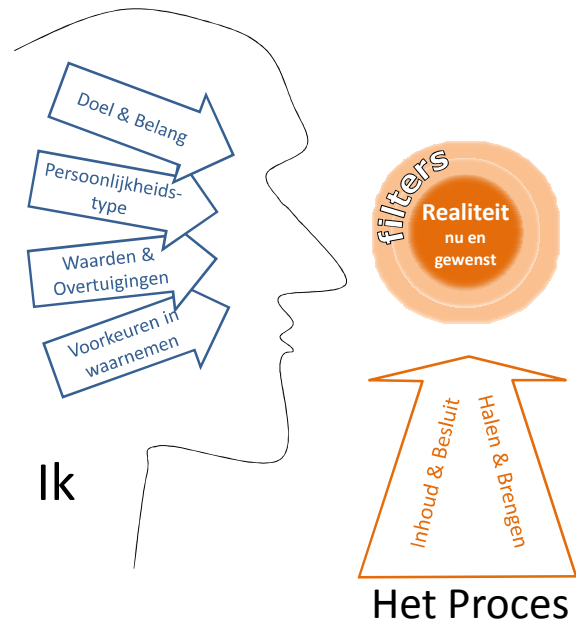 Doel & Belang
Persoonlijkheids-
type
Waarden &
Overtuigingen
Voorkeuren in
waarnemen
Ik
filters
Realiteit
nu en
gewenst
Inhoud & Besluit
Halen & Brengen
Het Proces